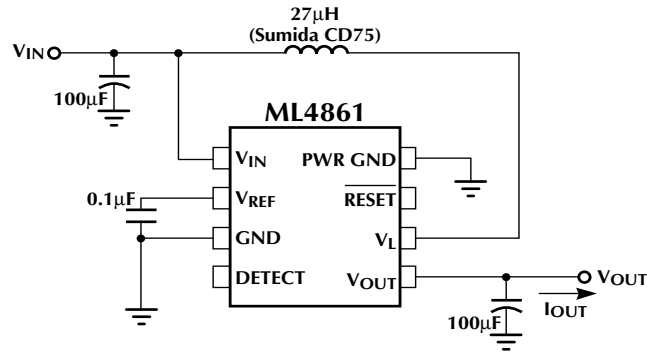 27µH
(Sumida CD75)
VIN
100µF
ML4861
VIN
PWR GND
0.1µF
VREF
RESET
GND
VL
DETECT
VOUT
VOUT
IOUT
100µF